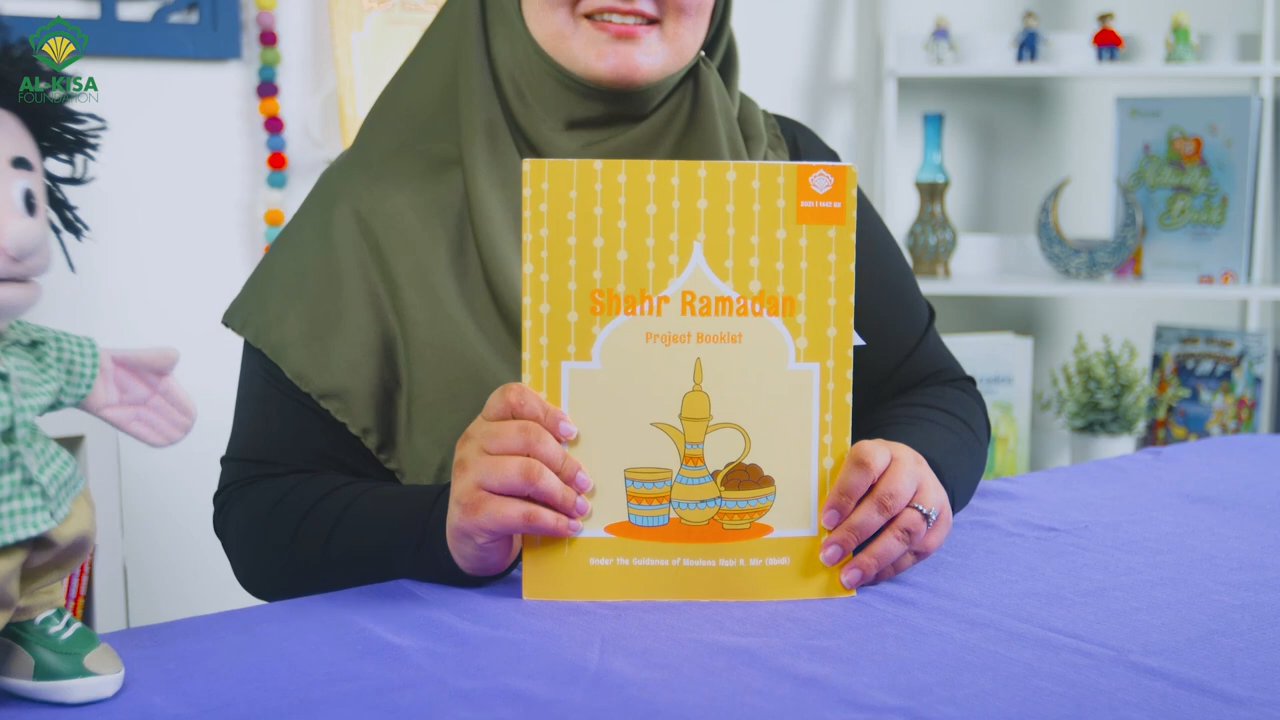 AL-KISA
FOUNDATION
Shahr Ramadan
Project Booklet
Under the Guidance of Moulana Nabi R. Mir (Abidi)